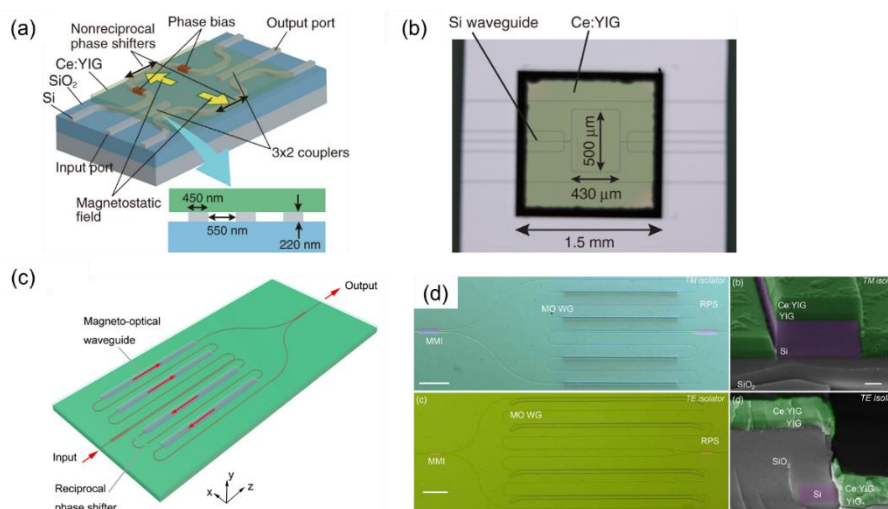 (a)
Phase bias
Nonreciprocal
phase shifters
Output port
Ce:YIG
SiO2
Si
Input port
3x2 couplers
Magnetostatic
field
450 nm
550 nm
220 nm
(b)
Si waveguide
Ce:YIG
500 μm
430 μm
1.5 mm
(c)
Magneto-optical
waveguide
Output
Input
Reciprocal
phase shifter
y
x
z
(d)
TM isolator
MO WG
RPS
MMI
(b)
TM iso
Ce:YIG
YIG
Si
SiO2
(c)
TE isolator
MO WG
RPS
MMI
(d)
TE isolator
Ce:YIG
YIG
SiO2
Si
Ce:YIG
YIG